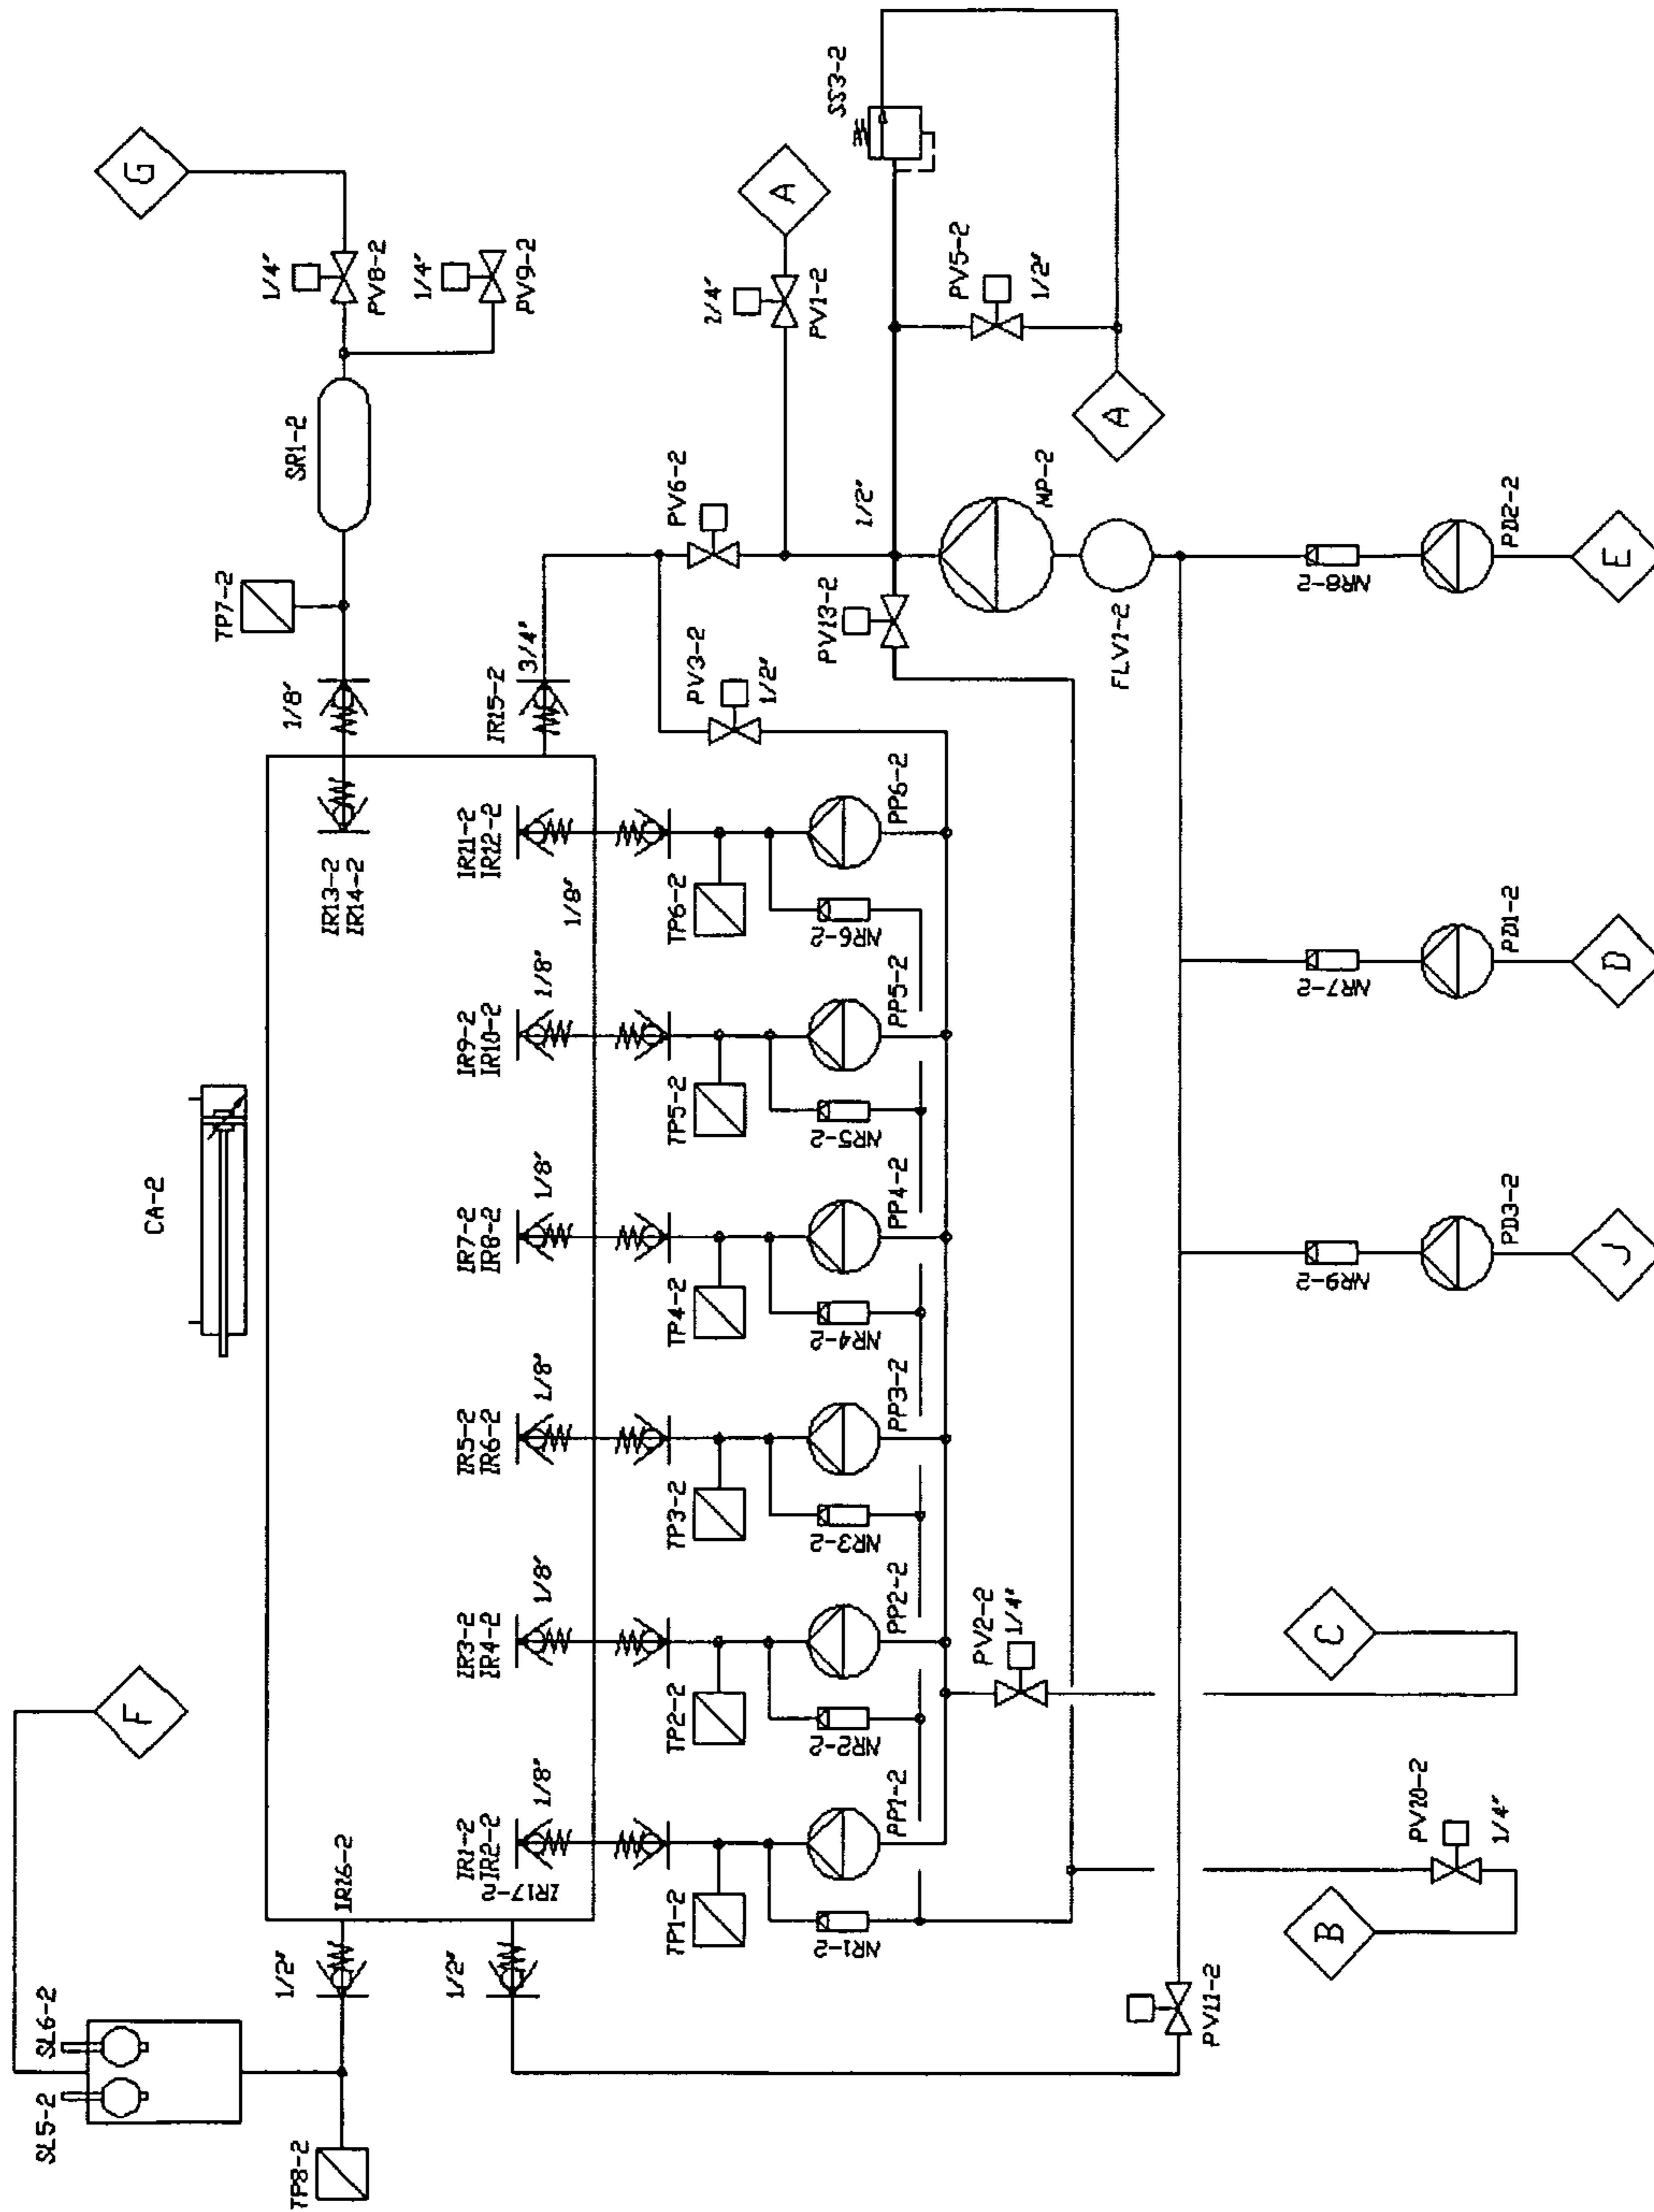 SL5-2
SL6-2
F
TP8-2
1/2"
IR16-2
1/2"
IR17-2
CA-2
IR13-2
IR14-2
1/8"
TP7-2
SR1-2
1/4"
PV8-2
G
1/4"
PV9-2
IR15-2
3/4"
IR1-2
IR2-2
1/8"
IR3-2
IR4-2
1/8"
IR5-2
IR6-2
1/8"
IR7-2
IR8-2
1/8"
IR9-2
IR10-2
1/8"
IR11-2
IR12-2
1/8"
TP1-2
TP2-2
TP3-2
TP4-2
TP5-2
TP6-2
NR1-2
PP1-2
NR2-2
PP2-2
NR3-2
PP3-2
NR4-2
PP4-2
NR5-2
PP5-2
NR6-2
PP6-2
PV3-2
1/2"
PV6-2
1/4"
PV1-2
A
PV13-2
1/2"
SS3-2
PV5-2
1/2"
A
MP-2
FLV1-2
PV2-2
1/4"
C
B
PV10-2
1/4"
PV11-2
NR9-2
PD3-2
J
NR7-2
PD1-2
D
NR8-2
PD2-2
E